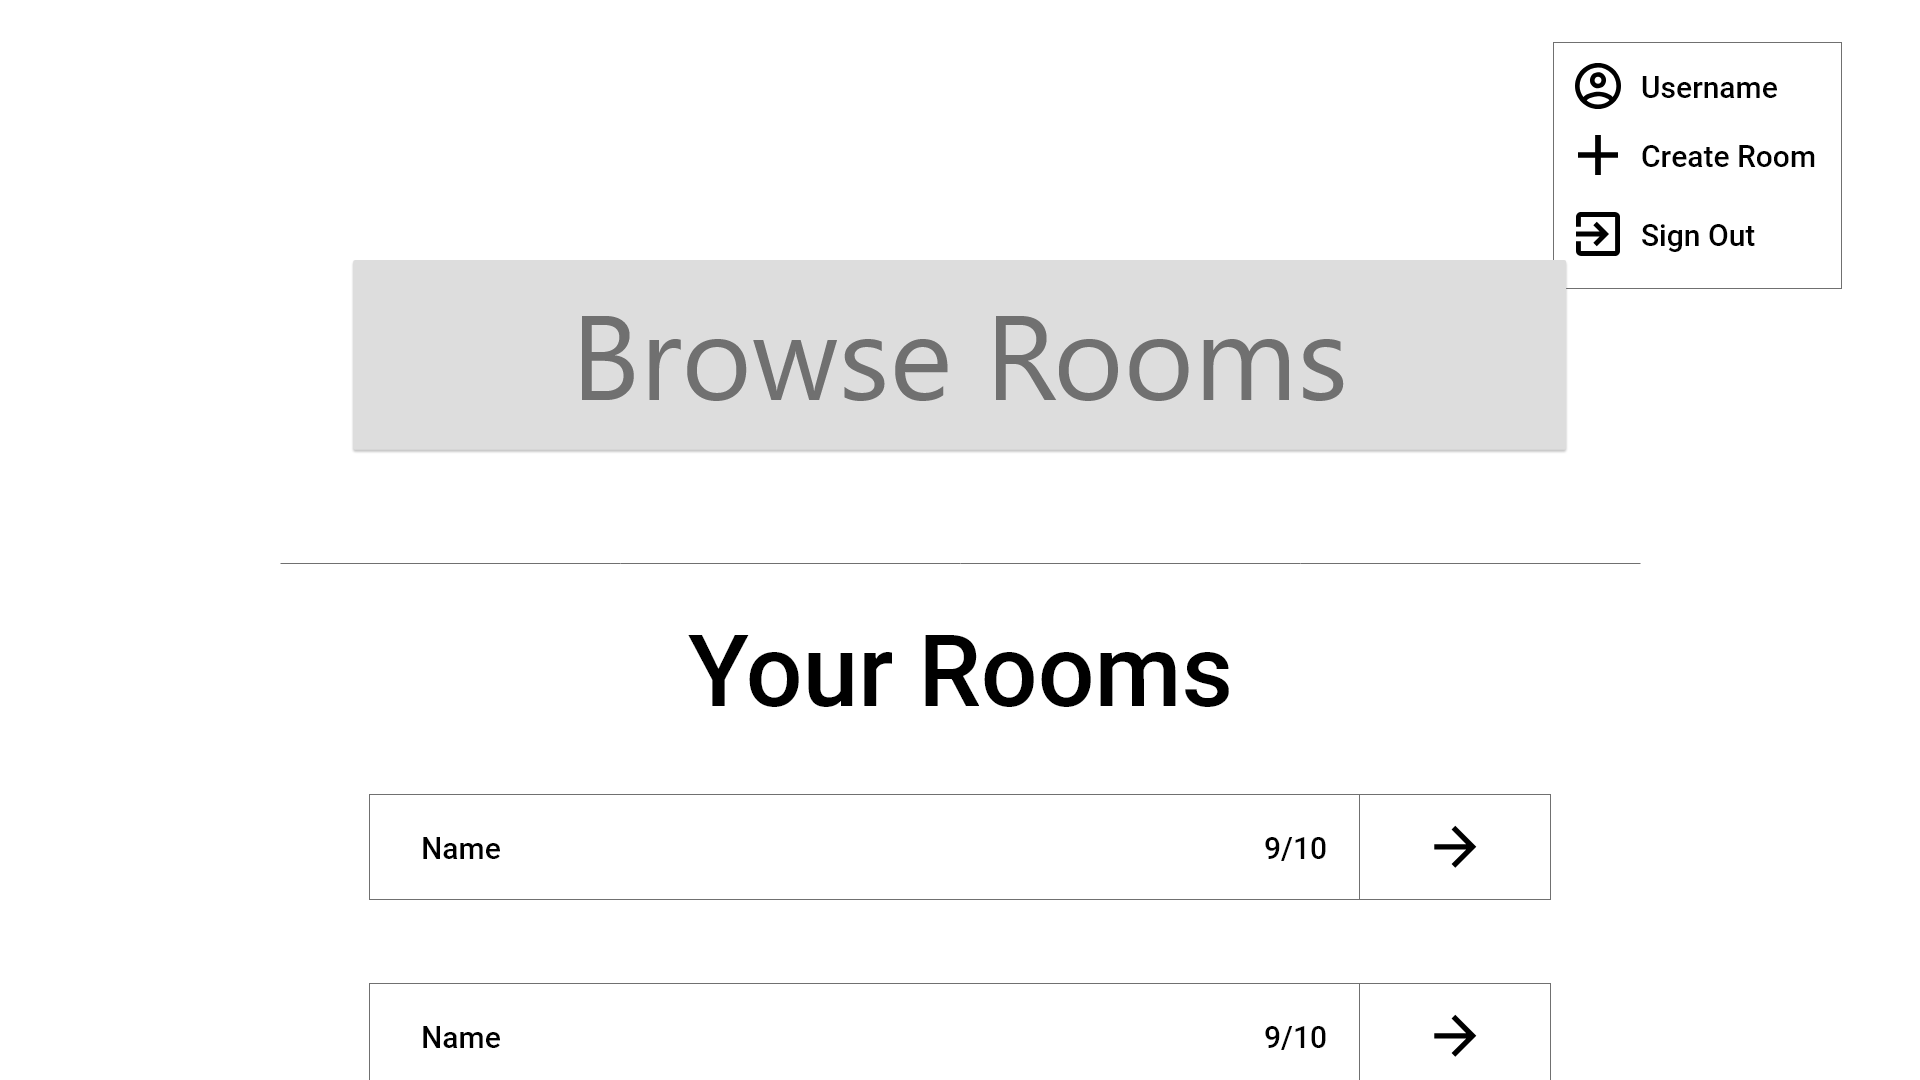 Username
Create Room
Sign Out
Browse Rooms
Your Rooms
Name 9/10
Name 9/10